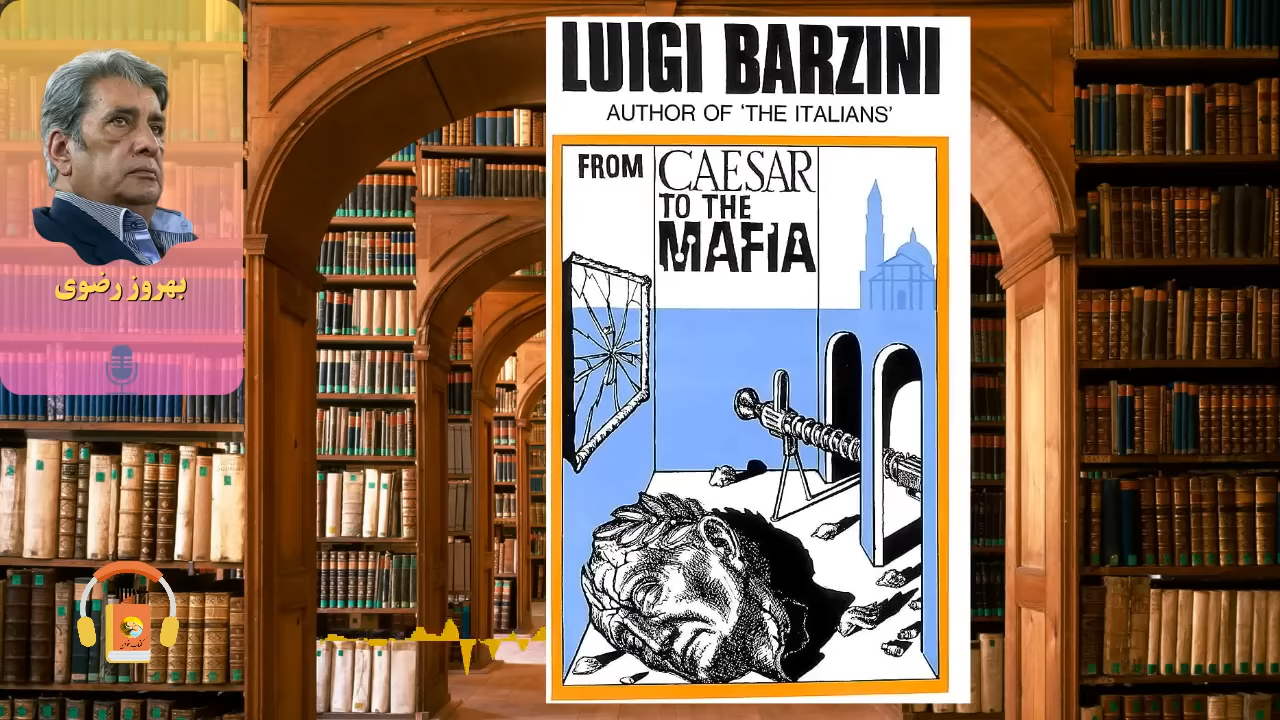 LUIGI BARZINI
AUTHOR OF 'THE ITALIANS'
FROM CAESAR
TO THE
MAFIA
بهروز رضوی